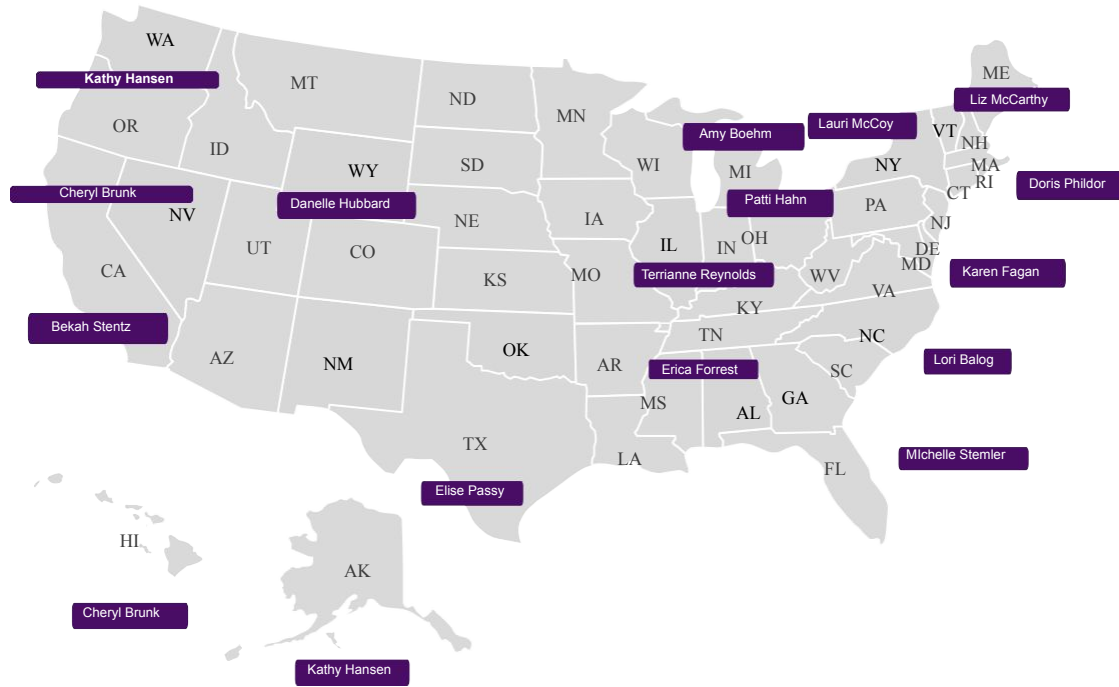 WA
ME
MT
Kathy Hansen
ND
MN
Liz McCarthy
OR
Lauri McCoy
VT
Amy Boehm
NH
ID
WI
SD
WY
MI
NY
MA
RI
Doris Phildor
Cheryl Brunk
CT
Danelle Hubbard
Patti Hahn
PA
NV
NE
IA
NJ
UT
CO
IL
IN
OH
DE
MD
CA
KS
MO
Terrianne Reynolds
WV
Karen Fagan
VA
KY
Bekah Stentz
TN
NC
AZ
NM
OK
AR
Erica Forrest
SC
Lori Balog
MS
AL
GA
TX
LA
FL
MIchelle Stemler
Elise Passy
HI
AK
Cheryl Brunk
Kathy Hansen